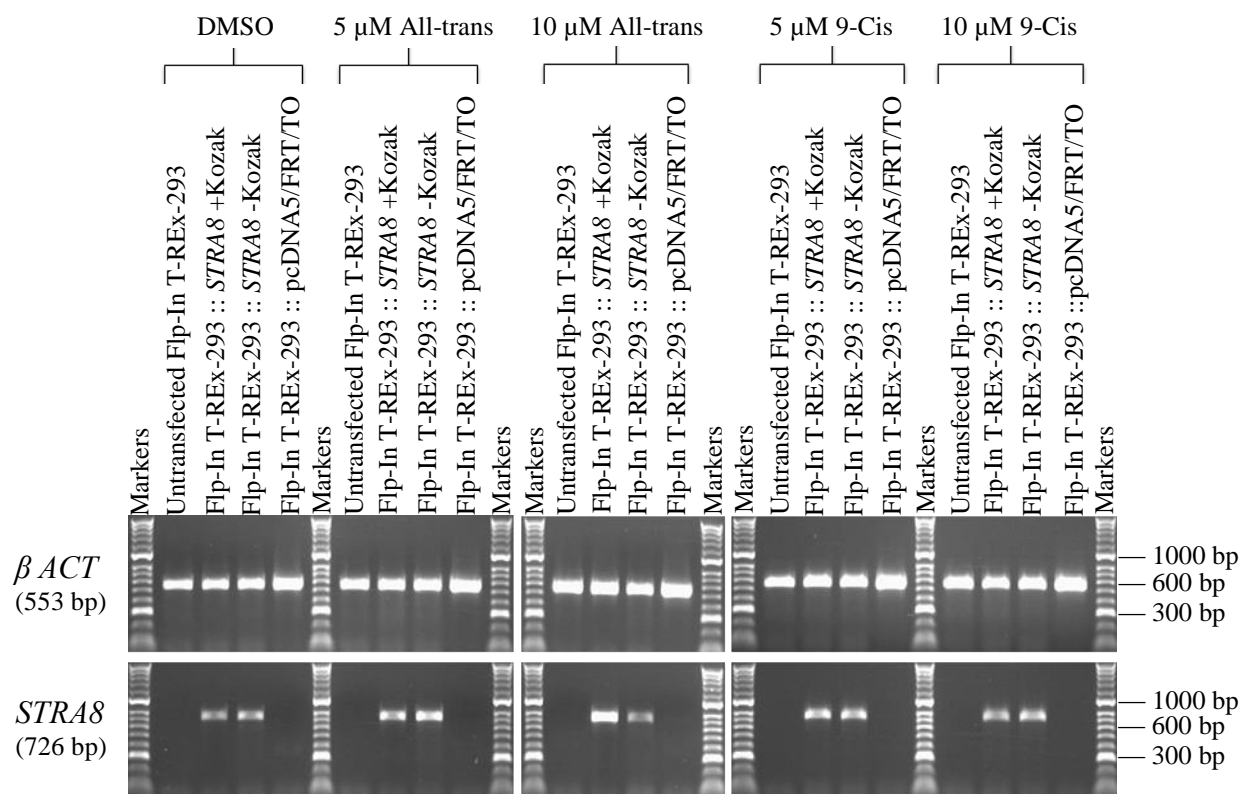 DMSO
5 µM All-trans
10 µM All-trans
5 µM 9-Cis
10 µM 9-Cis
Markers
Untransfected Flp-In T-REx-293
Flp-In T-REx-293 :: STRA8 +Kozak
Flp-In T-REx-293 :: STRA8 -Kozak
Flp-In T-REx-293 :: pcDNA5/FRT/TO
Markers
Untransfected Flp-In T-REx-293
Flp-In T-REx-293 :: STRA8 +Kozak
Flp-In T-REx-293 :: STRA8 -Kozak
Flp-In T-REx-293 :: pcDNA5/FRT/TO
Markers
Markers
Untransfected Flp-In T-REx-293
Flp-In T-REx-293 :: STRA8 +Kozak
Flp-In T-REx-293 :: STRA8 -Kozak
Flp-In T-REx-293 :: pcDNA5/FRT/TO
Markers
Markers
Untransfected Flp-In T-REx-293
Flp-In T-REx-293 :: STRA8 +Kozak
Flp-In T-REx-293 :: STRA8 -Kozak
Flp-In T-REx-293 :: pcDNA5/FRT/TO
Markers
Untransfected Flp-In T-REx-293
Flp-In T-REx-293 :: STRA8 +Kozak
Flp-In T-REx-293 :: STRA8 -Kozak
Flp-In T-REx-293 ::pcDNA5/FRT/TO
Markers
β ACT
(553 bp)
1000 bp
600 bp
300 bp
STRA8
(726 bp)
1000 bp
600 bp
300 bp